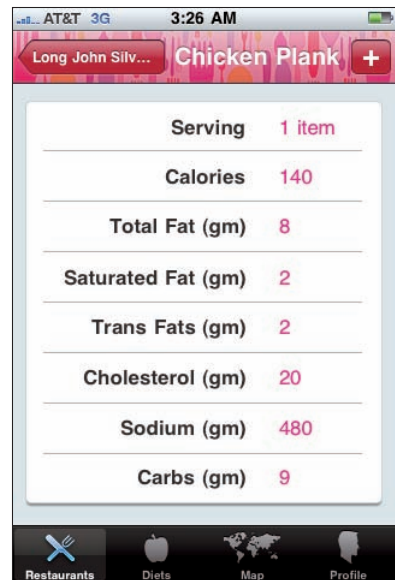 AT&T 3G 3:26 AM
Long John Silv... Chicken Plank +
Serving 1 item
Calories 140
Total Fat (gm) 8
Saturated Fat (gm) 2
Trans Fats (gm) 2
Cholesterol (gm) 20
Sodium (gm) 480
Carbs (gm) 9
Restaurants Diets Map Profile